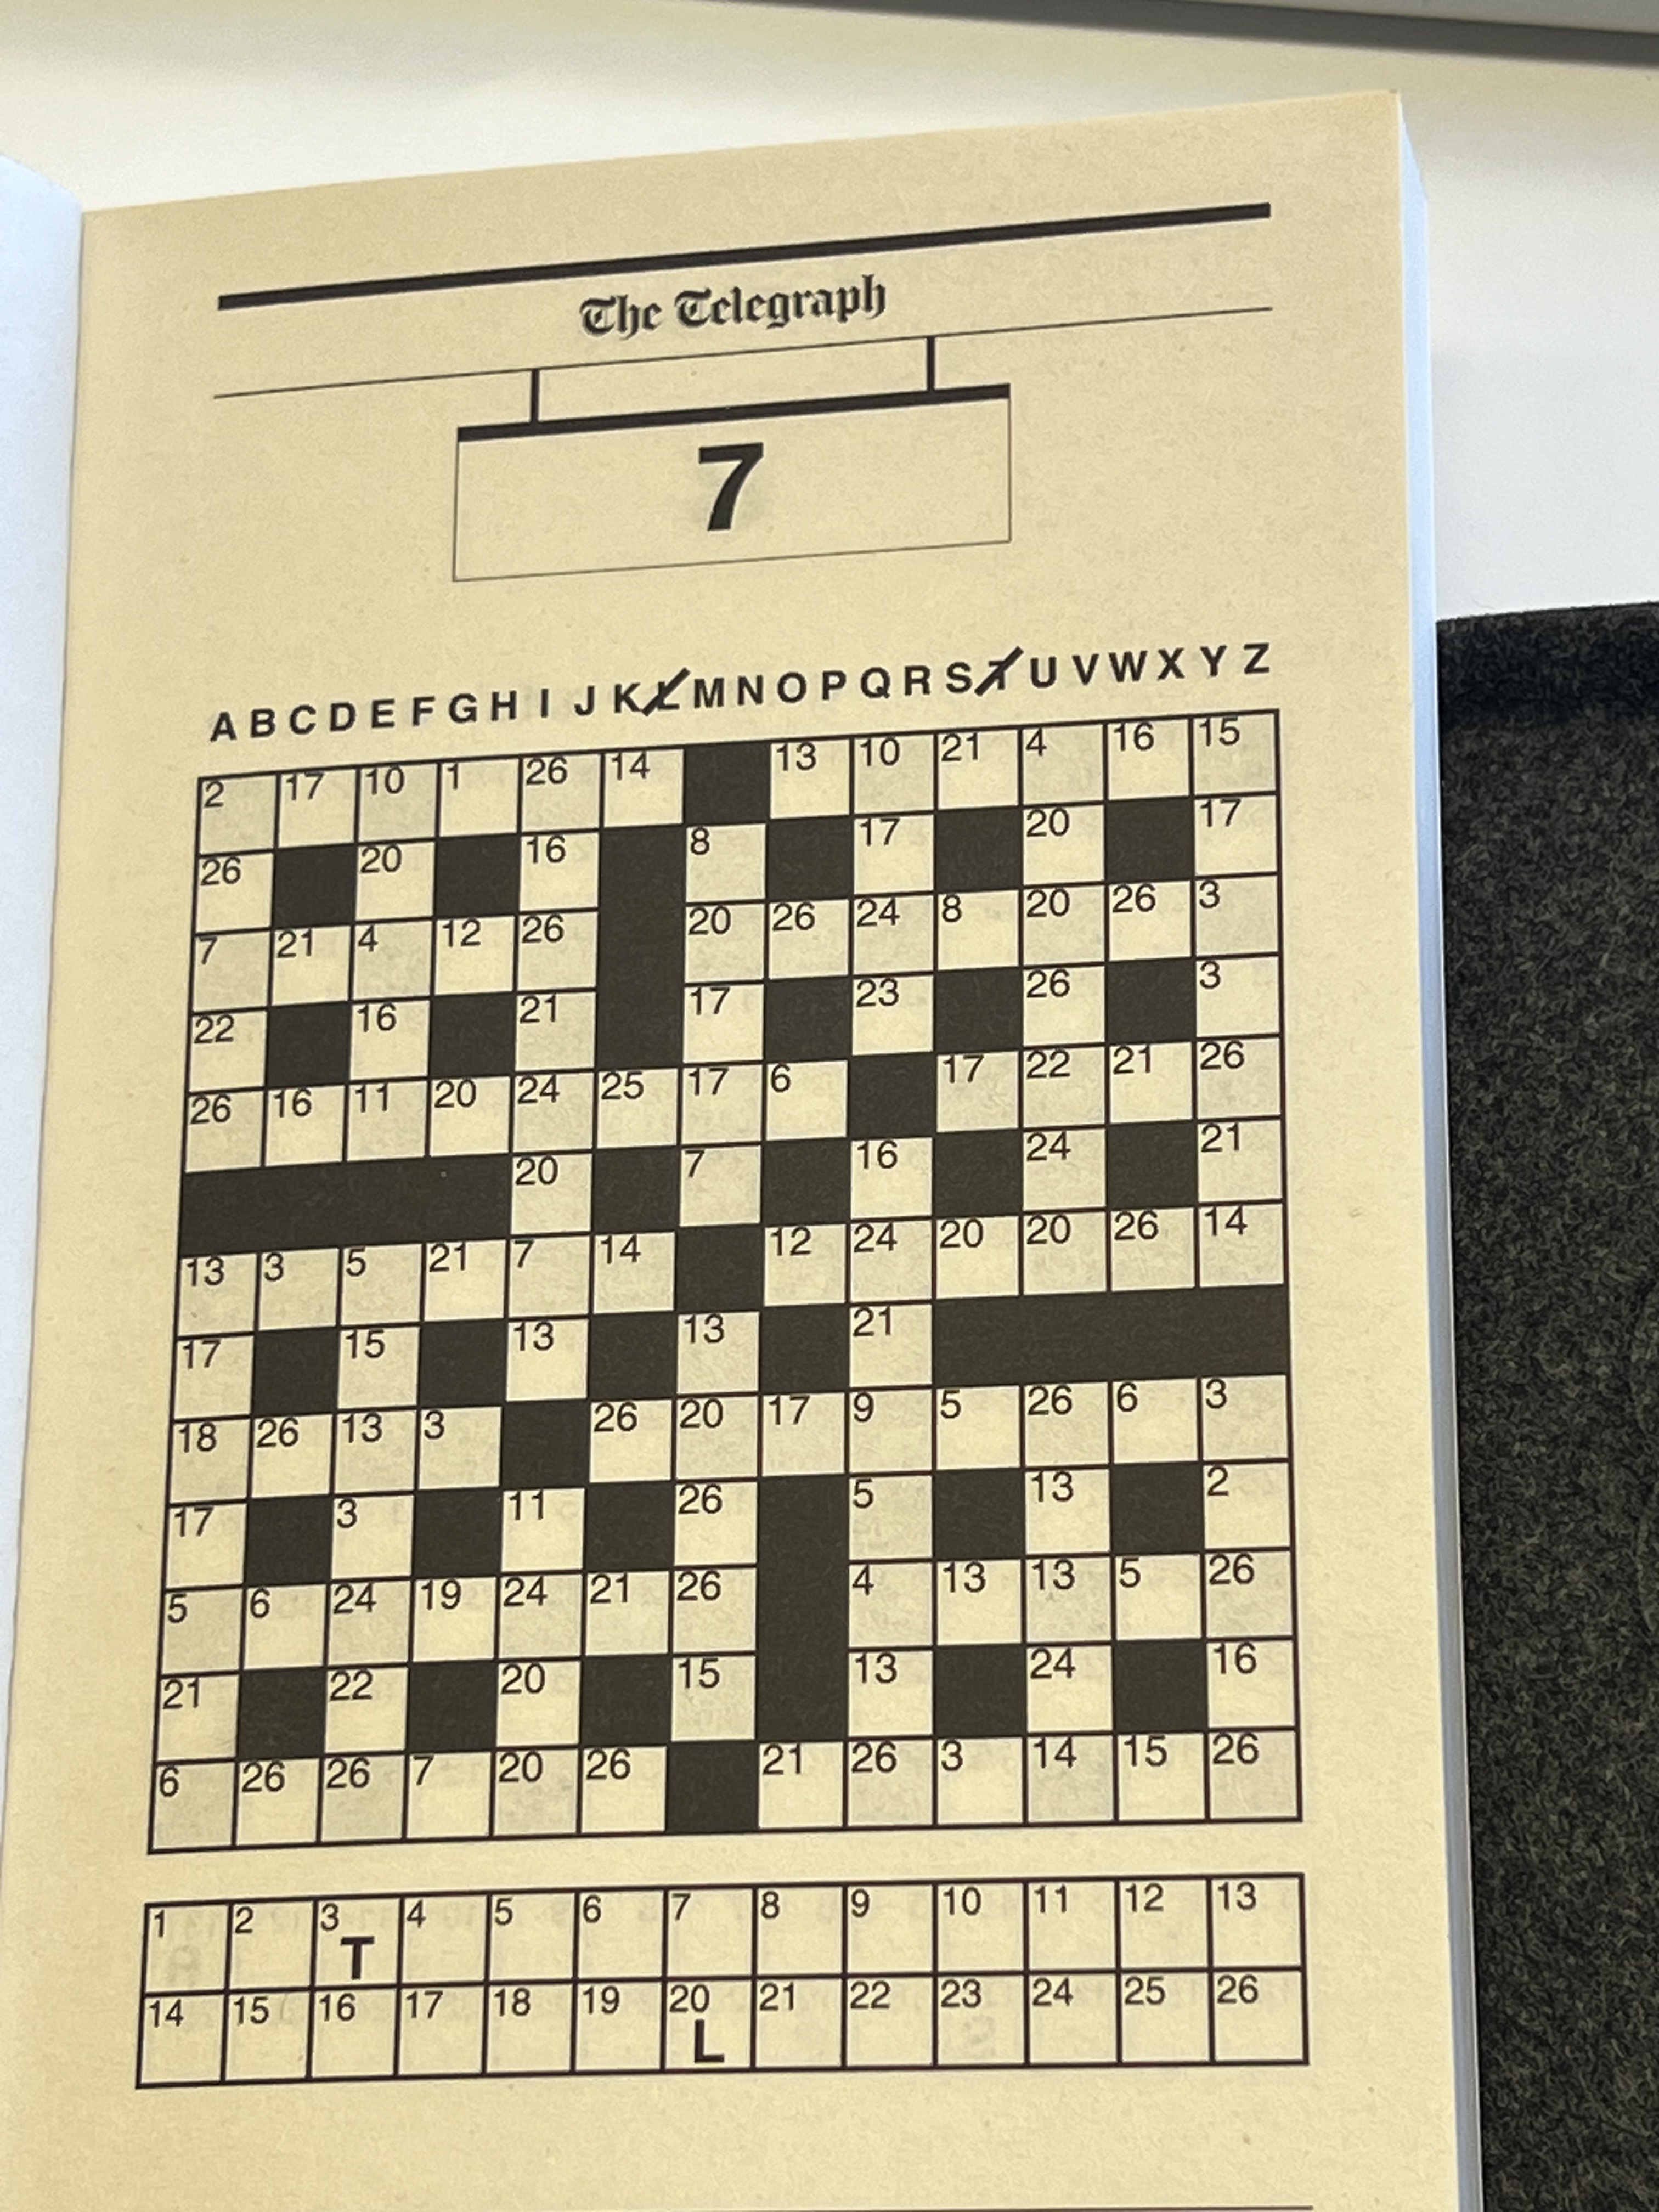 The Telegraph
7
A B C D E F G H I J K L M N O P Q R S T U V W X Y Z
2 17 10 1 26 14 13 10 21 4 16 15
26 20 16 8 17 20 17
7 21 4 12 26 20 26 24 8 20 26 3
22 16 21 17 23 26 3
26 16 11 20 24 25 17 6 17 22 21 26
20 7 16 24 21
13 3 5 21 7 14 12 24 20 20 26 14
17 15 13 13 21
18 26 13 3 26 20 17 9 5 26 6 3
17 3 11 26 5 13 2
5 6 24 19 24 21 26 4 13 13 5 26
21 22 20 15 13 24 16
6 26 26 7 20 26 21 26 3 14 15 26
1 2 3 T 4 5 6 7 8 9 10 11 12 13
14 15 16 17 18 19 20 L 21 22 23 24 25 26